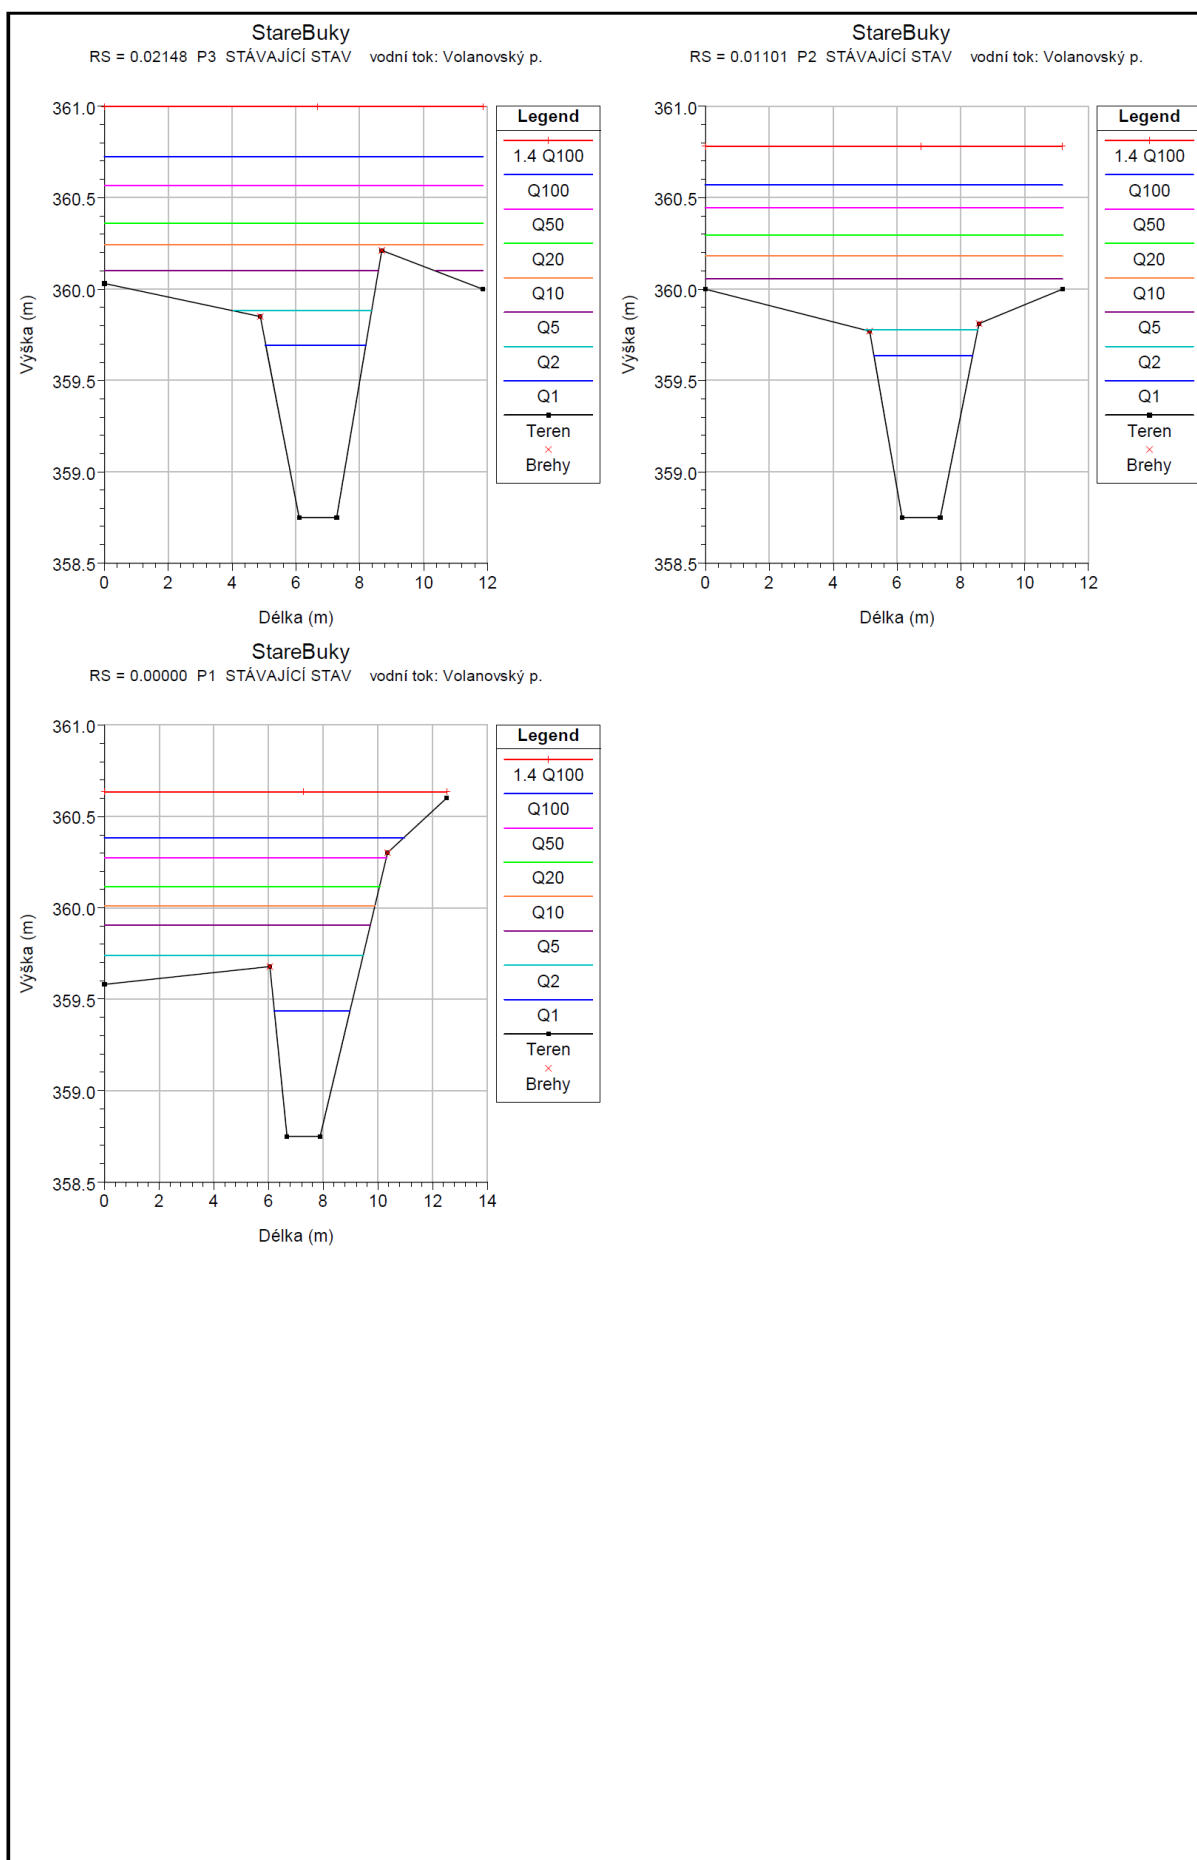 StareBuky
RS = 0.02148 P3 STÁVAJÍCÍ STAV vodní tok: Volanovský p.
361.0
360.5
360.0
359.5
359.0
358.5
Výška (m)
0 2 4 6 8 10 12
Délka (m)
Legend
1.4 Q100
Q100
Q50
Q20
Q10
Q5
Q2
Q1
Teren
Brehy
StareBuky
RS = 0.01101 P2 STÁVAJÍCÍ STAV vodní tok: Volanovský p.
361.0
360.5
360.0
359.5
359.0
358.5
Výška (m)
0 2 4 6 8 10 12
Délka (m)
Legend
1.4 Q100
Q100
Q50
Q20
Q10
Q5
Q2
Q1
Teren
Brehy
StareBuky
RS = 0.00000 P1 STÁVAJÍCÍ STAV vodní tok: Volanovský p.
361.0
360.5
360.0
359.5
359.0
358.5
Výška (m)
0 2 4 6 8 10 12 14
Délka (m)
Legend
1.4 Q100
Q100
Q50
Q20
Q10
Q5
Q2
Q1
Teren
Brehy